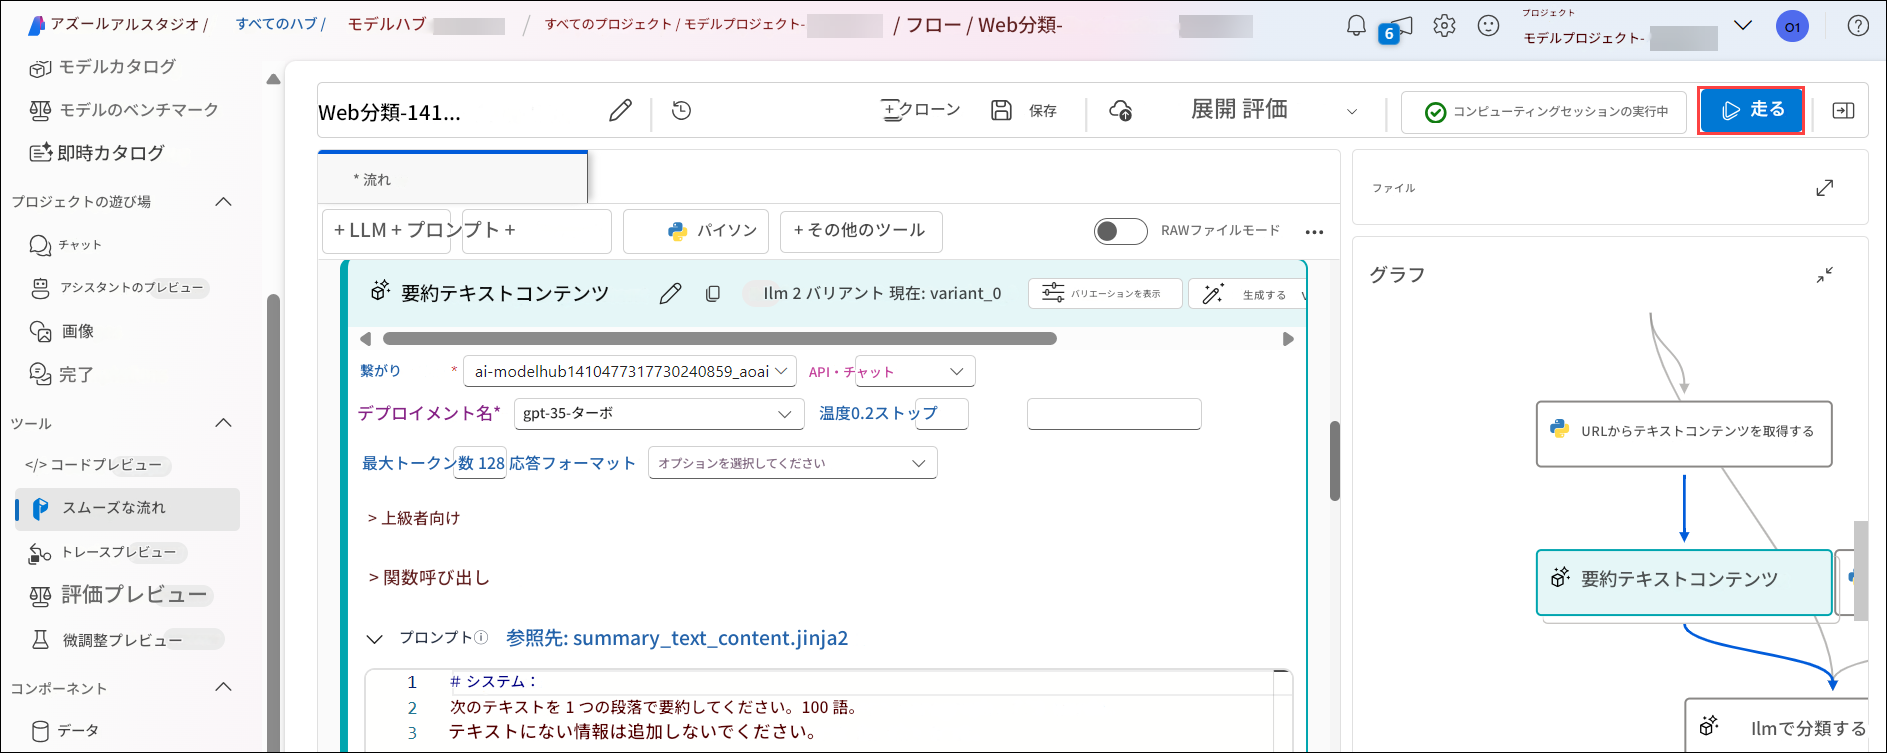 アズールアルスタジオ / すべてのハブ / モデルハブ / すべてのプロジェクト / モデルプロジェクト- / フロー / Web分類-
6
プロジェクト
モデルプロジェクト-
O1
モデルカタログ
モデルのベンチマーク
即時カタログ
プロジェクトの遊び場
チャット
アシスタントのプレビュー
画像
完了
ツール
</> コードプレビュー
スムーズな流れ
トレースプレビュー
評価プレビュー
微調整プレビュー
コンポーネント
データ
Web分類-141...
クローン
保存
展開 評価
コンピューティングセッションの実行中
走る
* 流れ
+ LLM + プロンプト +
パイソン
+ その他のツール
RAWファイルモード
要約テキストコンテンツ
Ilm 2 バリアント 現在: variant_0
バリエーションを表示
生成する
繋がり * ai-modelhub1410477317730240859_aoai API・チャット
デプロイメント名* gpt-35-ターボ 温度0.2ストップ
最大トークン数 128 応答フォーマット オプションを選択してください
> 上級者向け
> 関数呼び出し
プロンプト 参照先: summary_text_content.jinja2
1 # システム：
2 次のテキストを 1 つの段落で要約してください。100 語。
3 テキストにない情報は追加しないでください。
ファイル
グラフ
URLからテキストコンテンツを取得する
要約テキストコンテンツ
Ilmで分類する